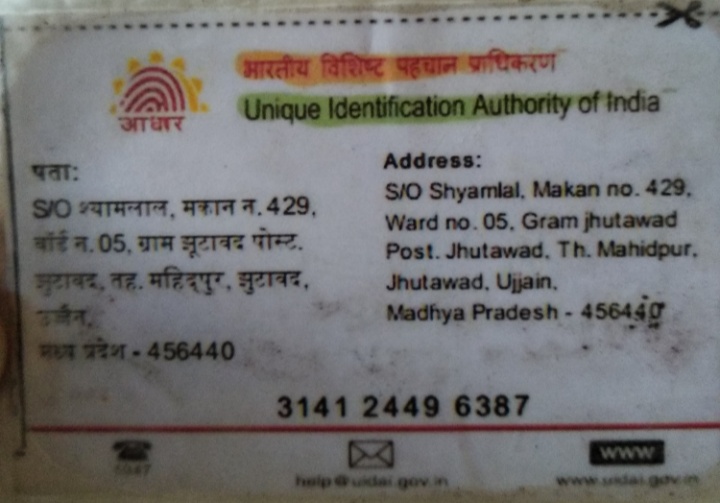 भारतीय विशिष्ट पहचान प्राधिकरण
Unique Identification Authority of India
आधार
पता:
S/O श्यामलाल, मकान न. 429,
वॉर्ड न. 05, ग्राम झूटावद पोस्ट.
झुटावद, तह. महिदपुर, झुटावद,
उज्जैन,
मध्य प्रदेश - 456440
Address:
S/O Shyamlal, Makan no. 429,
Ward no. 05, Gram jhutawad
Post. Jhutawad, Th. Mahidpur,
Jhutawad, Ujjain,
Madhya Pradesh - 456440
3141 2449 6387
1947
help@uidai.gov.in
www
www.uidai.gov.in